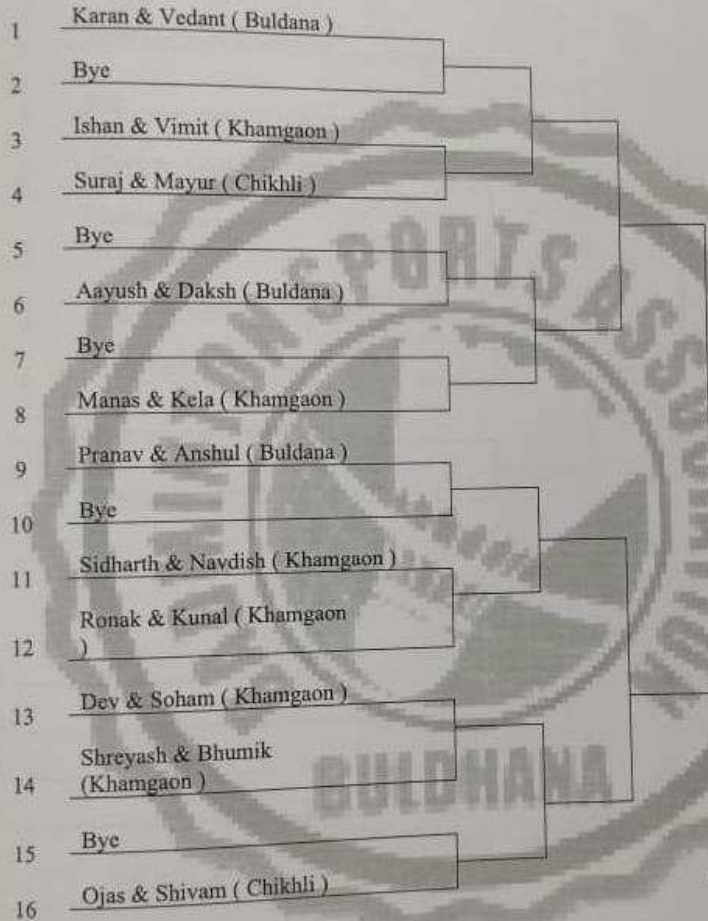 1 Karan & Vedant ( Buldana )
2 Bye
3 Ishan & Vimit ( Khamgaon )
4 Suraj & Mayur ( Chikhli )
5 Bye
6 Aayush & Daksh ( Buldana )
7 Bye
8 Manas & Kela ( Khamgaon )
9 Pranav & Anshul ( Buldana )
10 Bye
11 Sidharth & Navdish ( Khamgaon )
Ronak & Kunal ( Khamgaon
12 )
13 Dev & Soham ( Khamgaon )
Shreyash & Bhumik
14 (Khamgaon )
15 Bye
16 Ojas & Shivam ( Chikhli )
SPORTS ASSOCIATION
BULDHANA